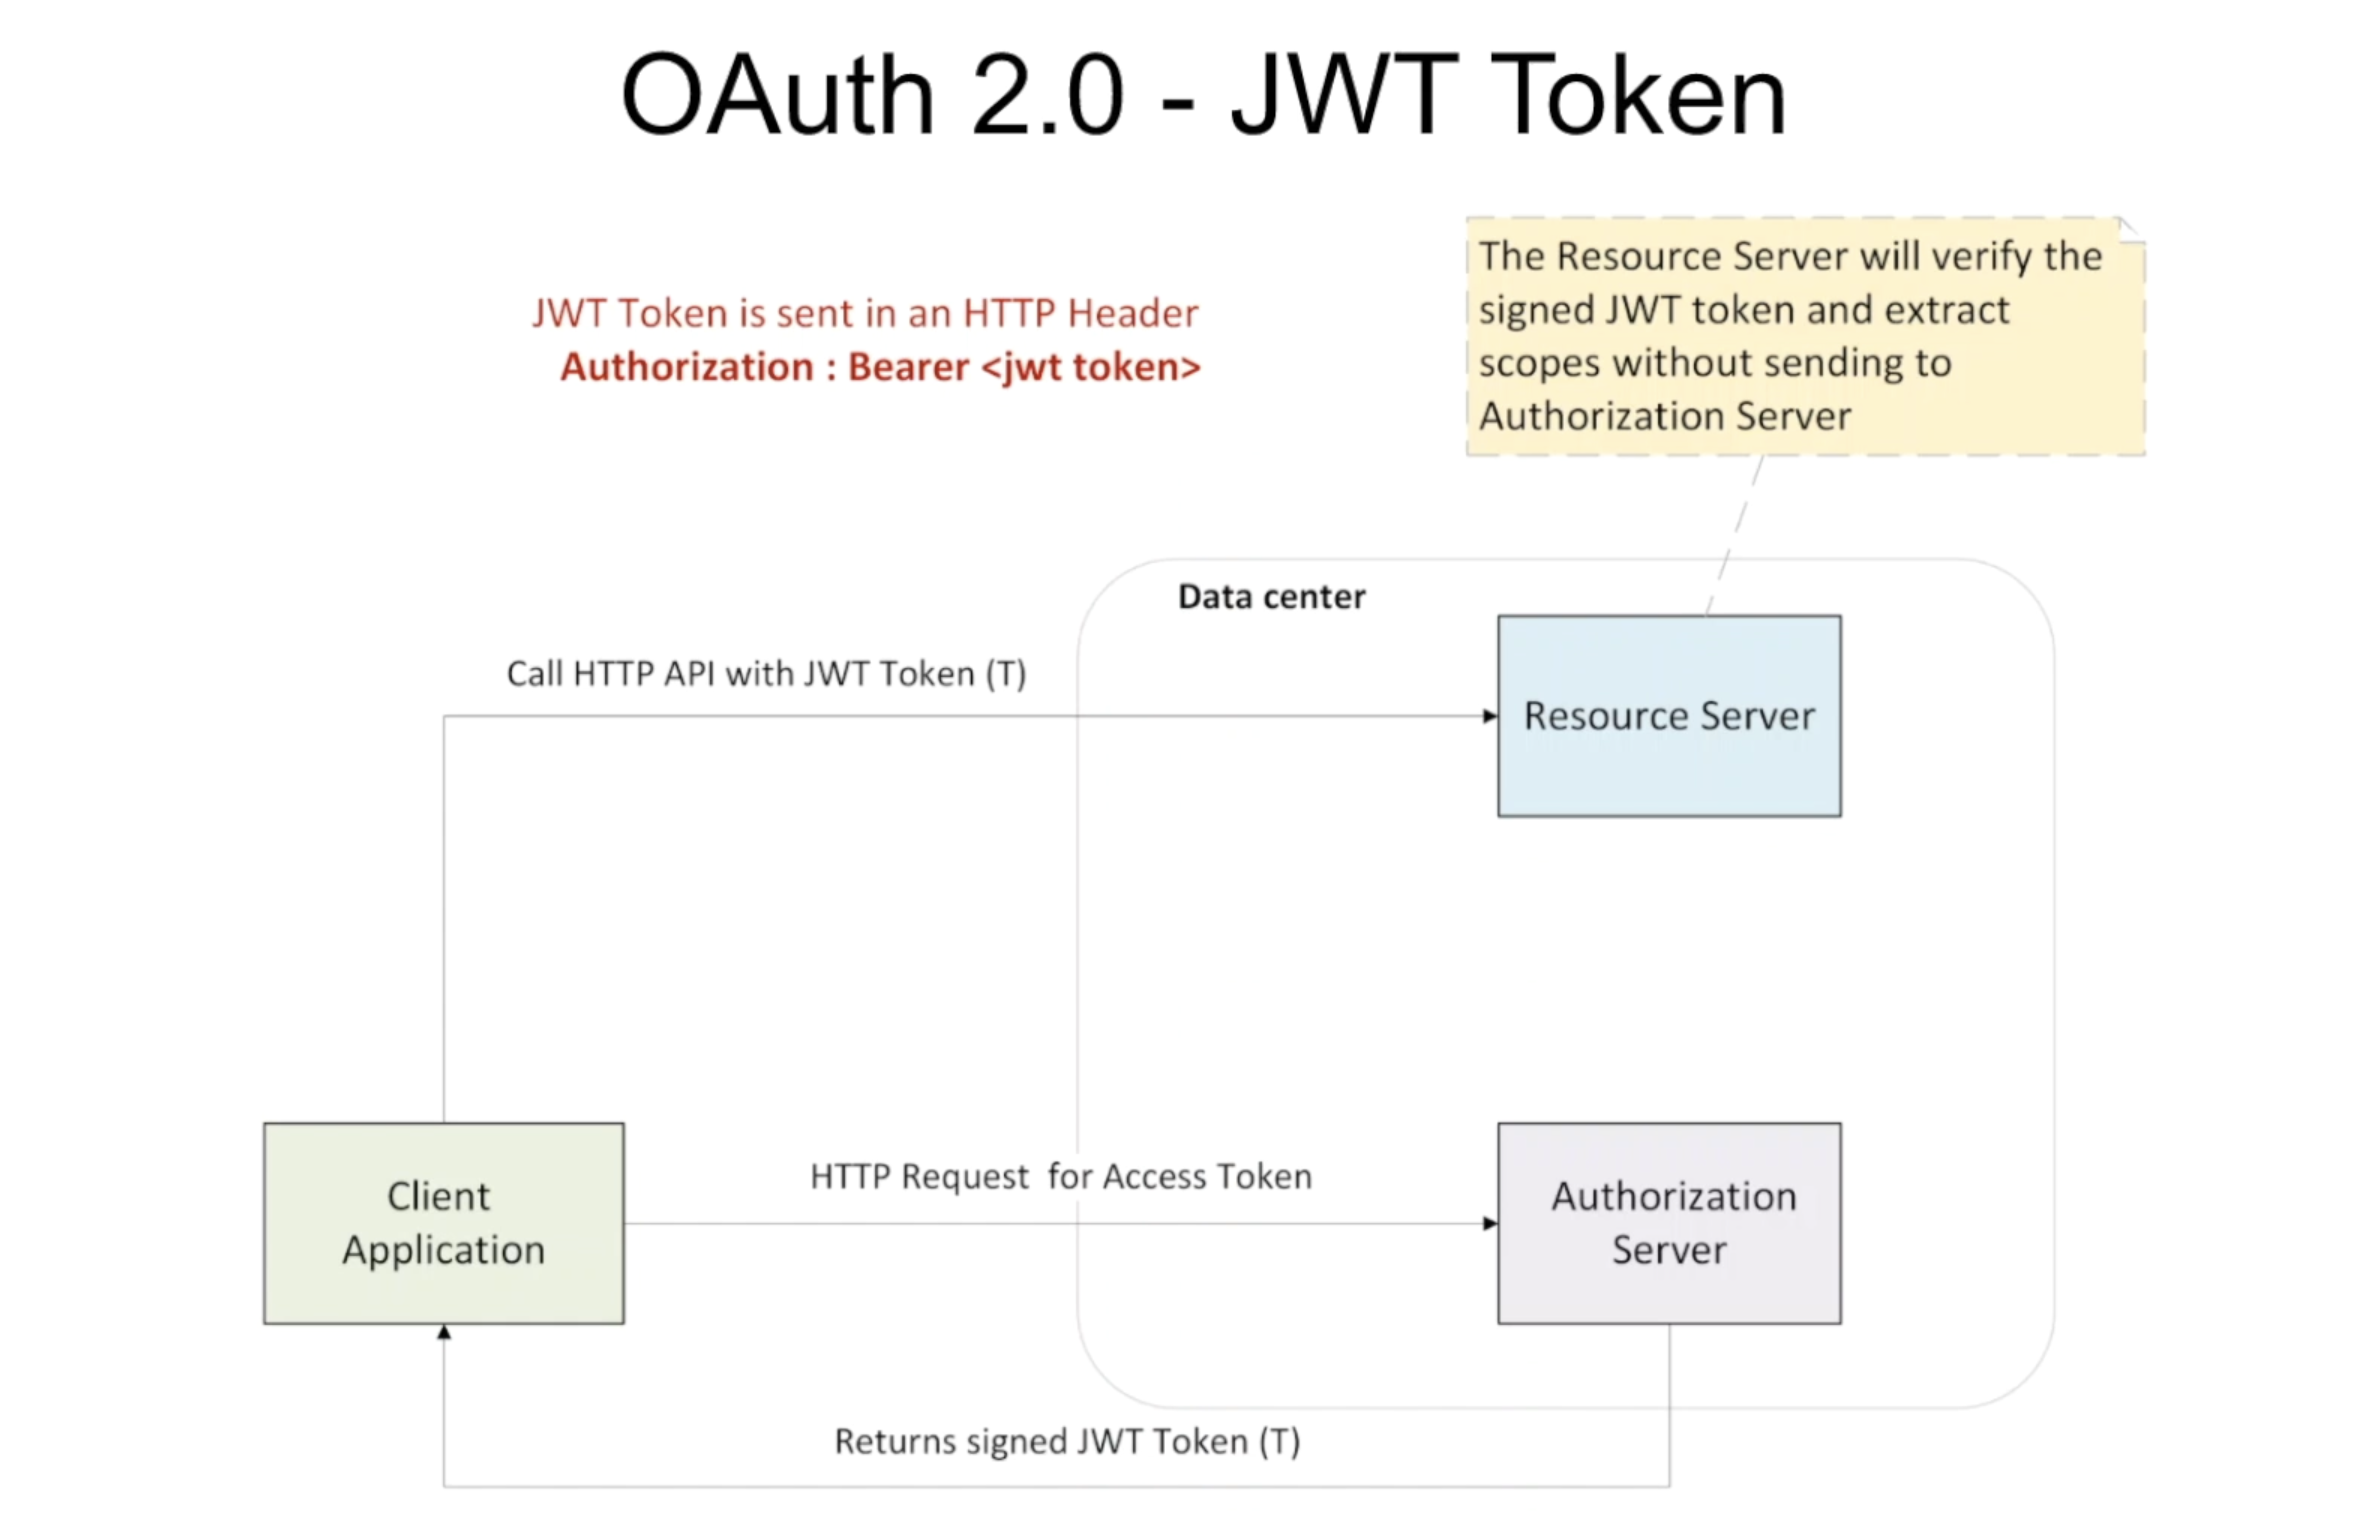 OAuth 2.0 - JWT Token
The Resource Server will verify the
signed JWT token and extract
scopes without sending to
Authorization Server
JWT Token is sent in an HTTP Header
Authorization : Bearer <jwt token>
Data center
Call HTTP API with JWT Token (T)
Resource Server
Client
Application
HTTP Request  for Access Token
Authorization
Server
Returns signed JWT Token (T)